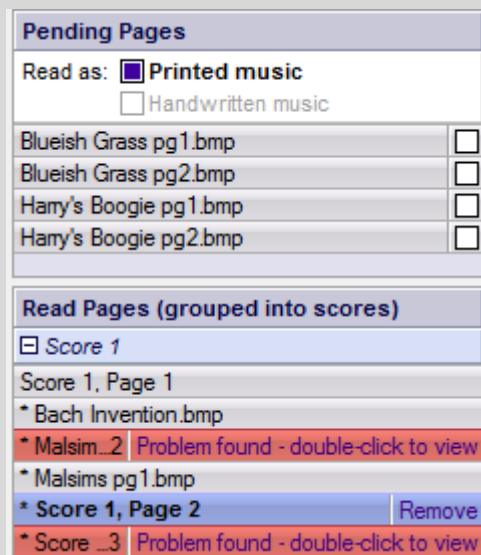 Pending Pages
Read as: Printed music
Handwritten music
Blueish Grass pg1.bmp
Blueish Grass pg2.bmp
Harry's Boogie pg1.bmp
Harry's Boogie pg2.bmp
Read Pages (grouped into scores)
Score 1
Score 1, Page 1
* Bach Invention.bmp
* Malsim...2 Problem found - double-click to view
* Malsims pg1.bmp
* Score 1, Page 2 Remove
* Score ...3 Problem found - double-click to view